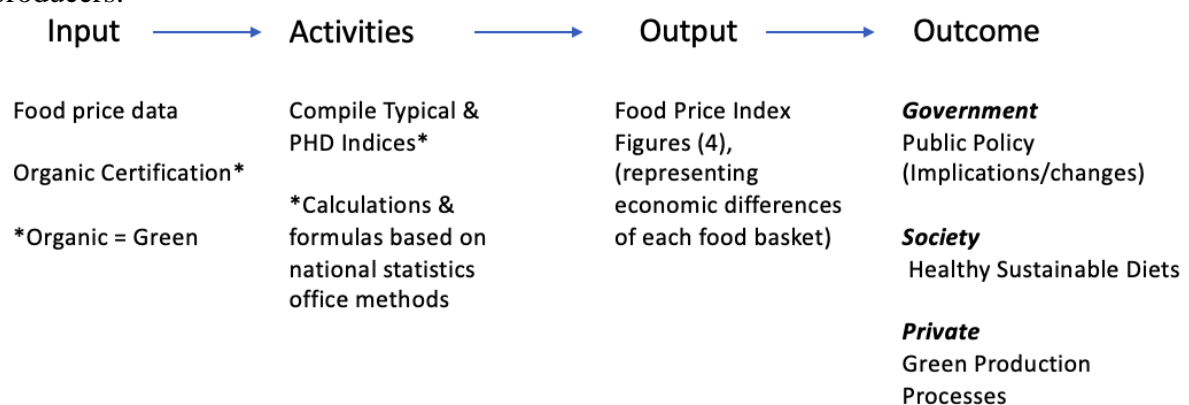 producers.
Input
Activities
Output
Outcome
Food price data
Organic Certification*
*Organic = Green
Compile Typical &
PHD Indices*
*Calculations &
formulas based on
national statistics
office methods
Food Price Index
Figures (4),
(representing
economic differences
of each food basket)
Government
Public Policy
(Implications/changes)
Society
Healthy Sustainable Diets
Private
Green Production
Processes